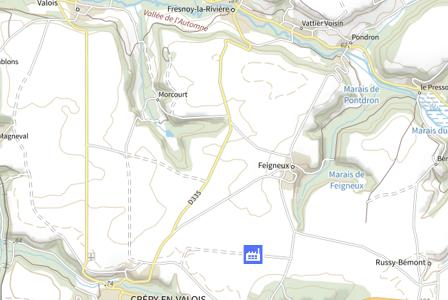 Valois
Fresnoy-la-Rivière
Vallée de l'Automne
Vattier Voisin
Pondron
Morcourt
Marais de
Pontdron
le Presso
Magneval
Marais du
Feigneux
Marais de
Feigneux
D335
Russy-Bémont
CRÉPY-EN-VALOIS